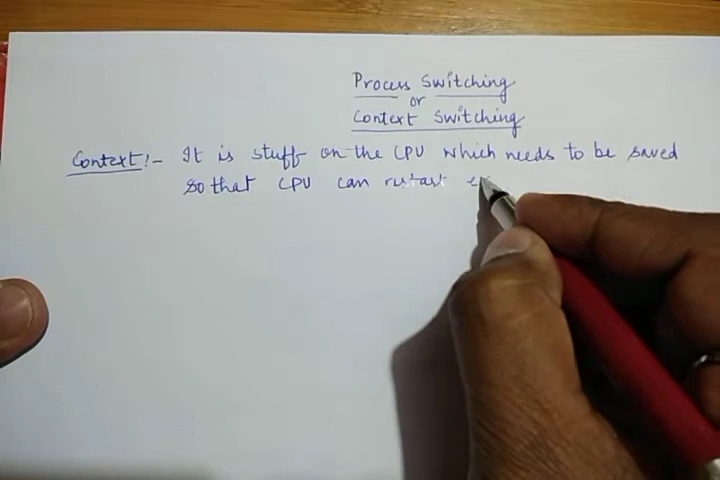 Process Switching
or
Context Switching
Context:- It is stuff on the CPU which needs to be saved
so that CPU can restart